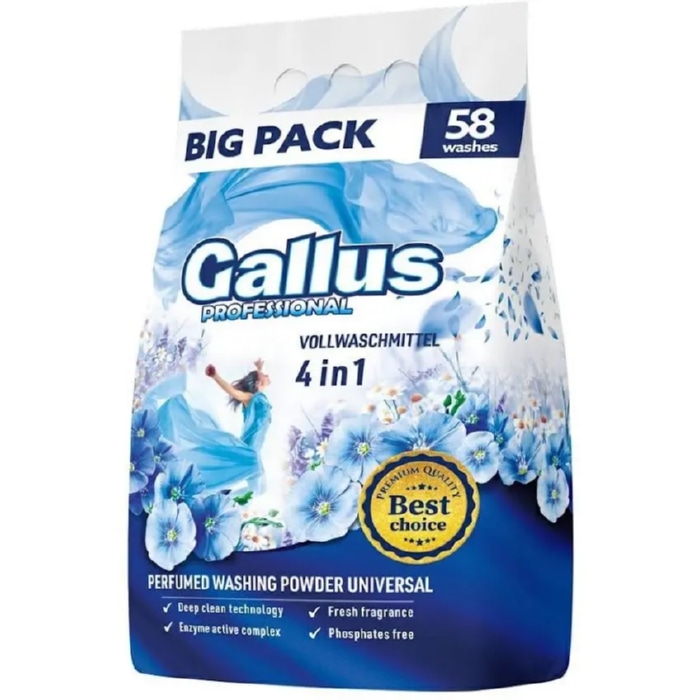 BIG PACK
58
washes
Gallus
PROFESSIONAL
VOLLWASCHMITTEL
4 in 1
PREMIUM QUALITY
Best
choice
PERFUMED WASHING POWDER UNIVERSAL
✓ Deep clean technology
✓ Fresh fragrance
✓ Enzyme active complex
✓ Phosphates free